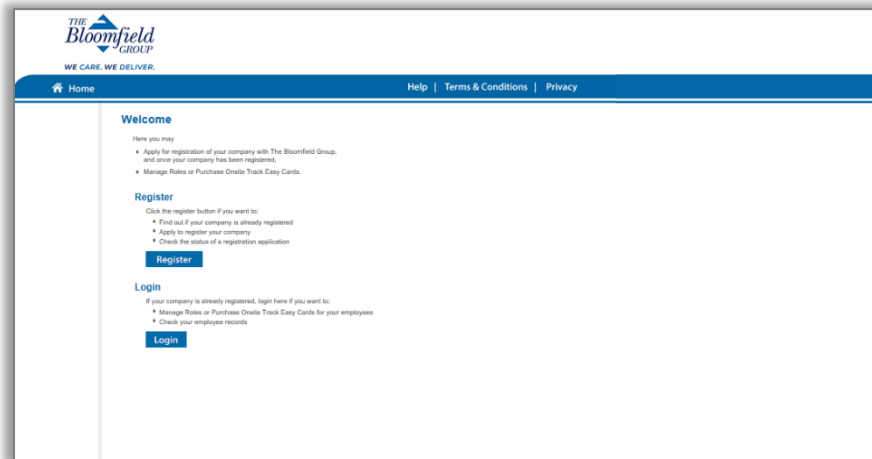 THE
Bloomfield
GROUP
WE CARE. WE DELIVER.
Home
Help | Terms & Conditions | Privacy
Welcome
Here you may
Apply for registration of your company with The Bloomfield Group,
and once your company has been registered,
Manage Roles or Purchase Onsite Track Easy Cards.
Register
Click the register button if you want to:
Find out if your company is already registered
Apply to register your company
Check the status of a registration application
Register
Login
If your company is already registered, login here if you want to:
Manage Roles or Purchase Onsite Track Easy Cards for your employees
Check your employee records
Login